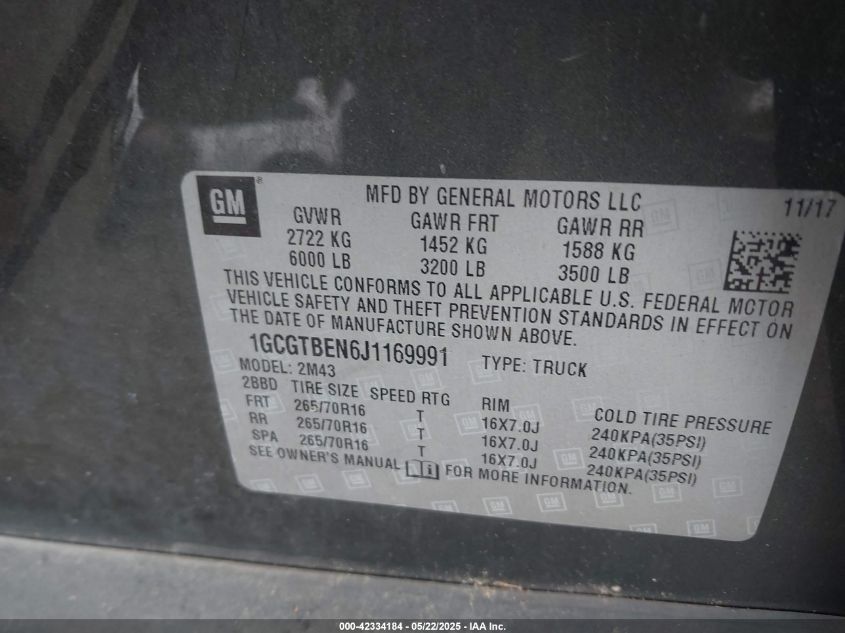 GM
MFD BY GENERAL MOTORS LLC
11/17
GVWR GAWR FRT GAWR RR
2722 KG 1452 KG 1588 KG
6000 LB 3200 LB 3500 LB
THIS VEHICLE CONFORMS TO ALL APPLICABLE U.S. FEDERAL MOTOR
VEHICLE SAFETY AND THEFT PREVENTION STANDARDS IN EFFECT ON
THE DATE OF MANUFACTURE SHOWN ABOVE.
1GCGTBEN6J1169991 TYPE: TRUCK
MODEL: 2M43
2BBD TIRE SIZE SPEED RTG RIM COLD TIRE PRESSURE
FRT 265/70R16 T 16X7.0J 240KPA(35PSI)
RR 265/70R16 T 16X7.0J 240KPA(35PSI)
SPA 265/70R16 T 16X7.0J 240KPA(35PSI)
SEE OWNER'S MANUAL i FOR MORE INFORMATION.
000-42334184 - 05/22/2025 - IAA Inc.